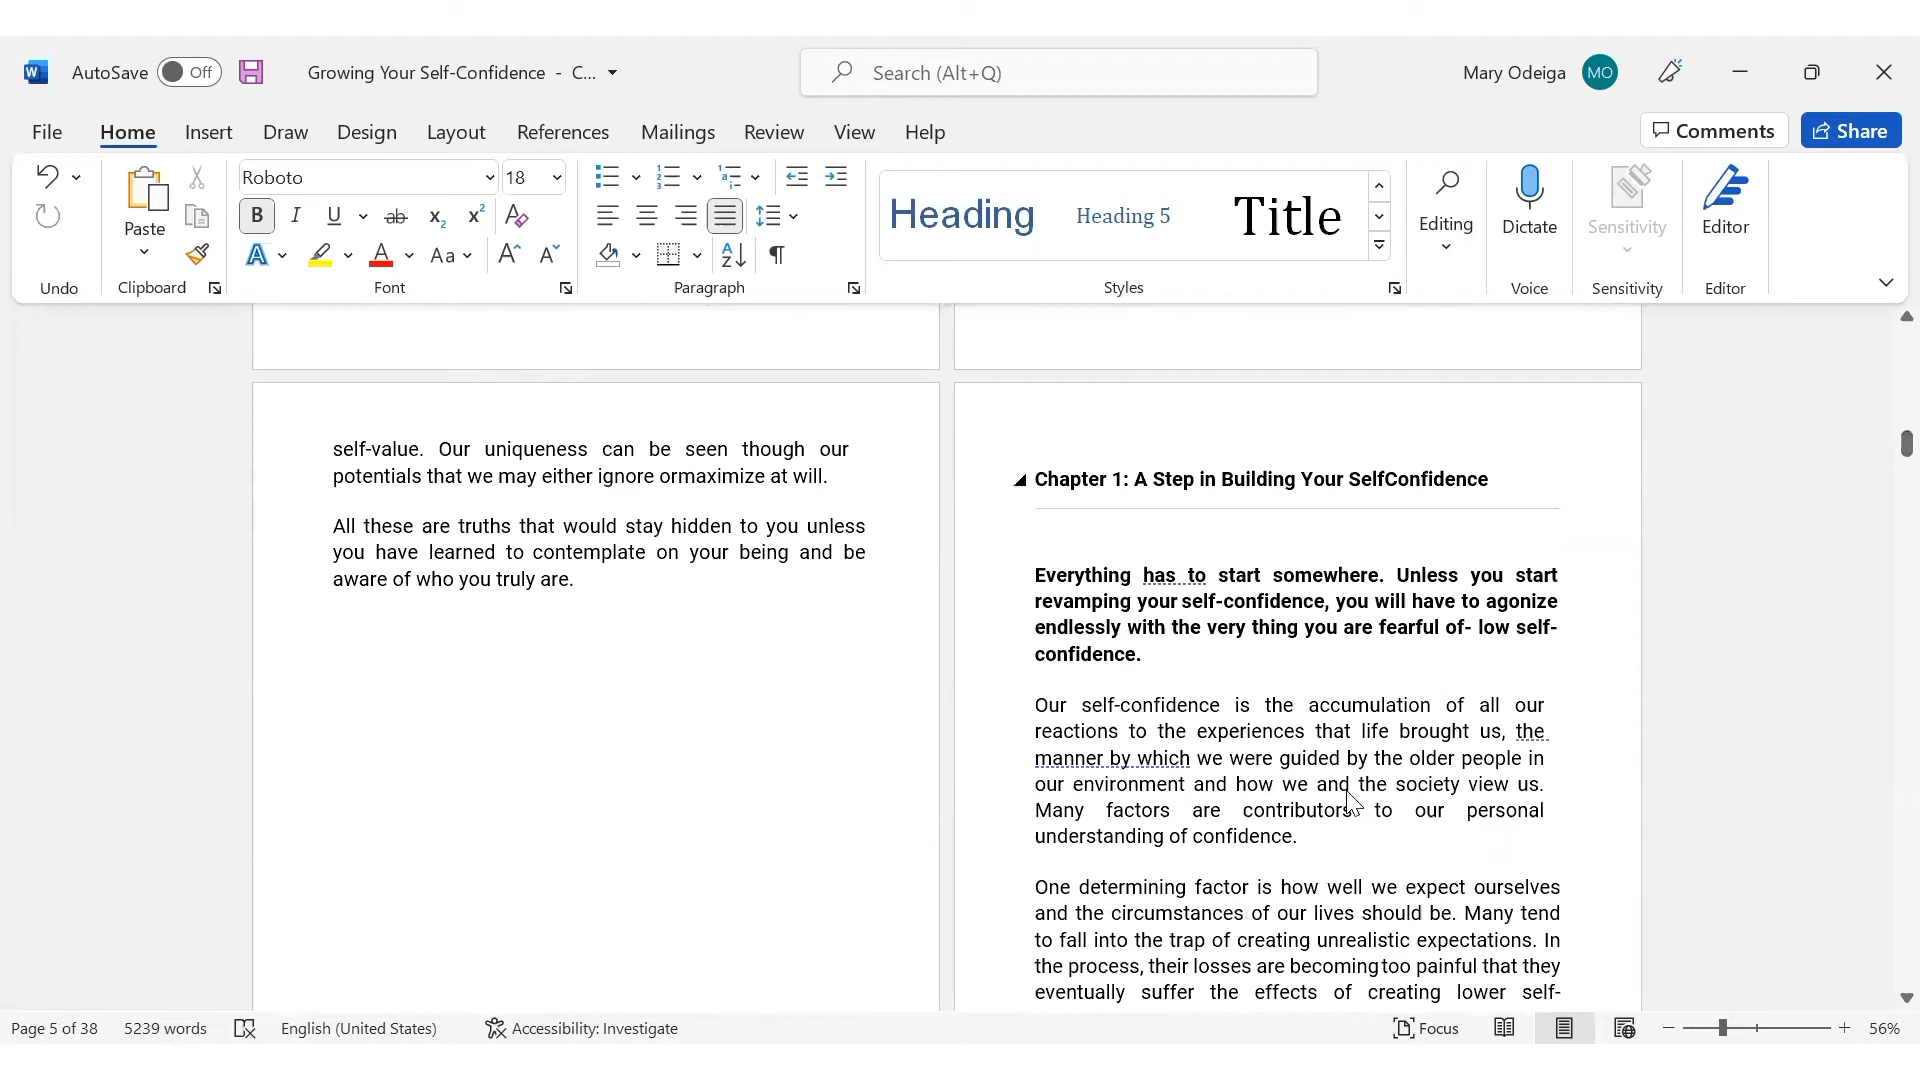 AutoSave Off Growing Your Self-Confidence - C... Search (Alt+Q) Mary Odeiga MO
File Home Insert Draw Design Layout References Mailings Review View Help Comments Share
Paste
Undo Clipboard
Roboto 18
B I U ab x₂ x²
A A Aa A A
Font
A Z ¶
Paragraph
Heading Heading 5 Title
Styles
Editing
Dictate
Voice
Sensitivity
Sensitivity
Editor
Editor
self-value. Our uniqueness can be seen though our
potentials that we may either ignore ormaximize at will.
All these are truths that would stay hidden to you unless
you have learned to contemplate on your being and be
aware of who you truly are.
Chapter 1: A Step in Building Your SelfConfidence
Everything has to start somewhere. Unless you start
revamping your self-confidence, you will have to agonize
endlessly with the very thing you are fearful of- low self-
confidence.
Our self-confidence is the accumulation of all our
reactions to the experiences that life brought us, the
manner by which we were guided by the older people in
our environment and how we and the society view us.
Many factors are contributors to our personal
understanding of confidence.
One determining factor is how well we expect ourselves
and the circumstances of our lives should be. Many tend
to fall into the trap of creating unrealistic expectations. In
the process, their losses are becoming too painful that they
eventually suffer the effects of creating lower self-
Page 5 of 38 5239 words English (United States) Accessibility: Investigate Focus 56%